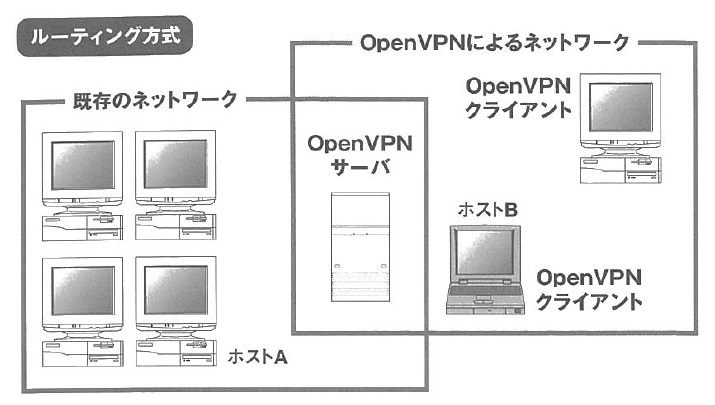 ルーティング方式
OpenVPNによるネットワーク
既存のネットワーク
OpenVPN
クライアント
OpenVPN
サーバ
ホストB
OpenVPN
クライアント
ホストA